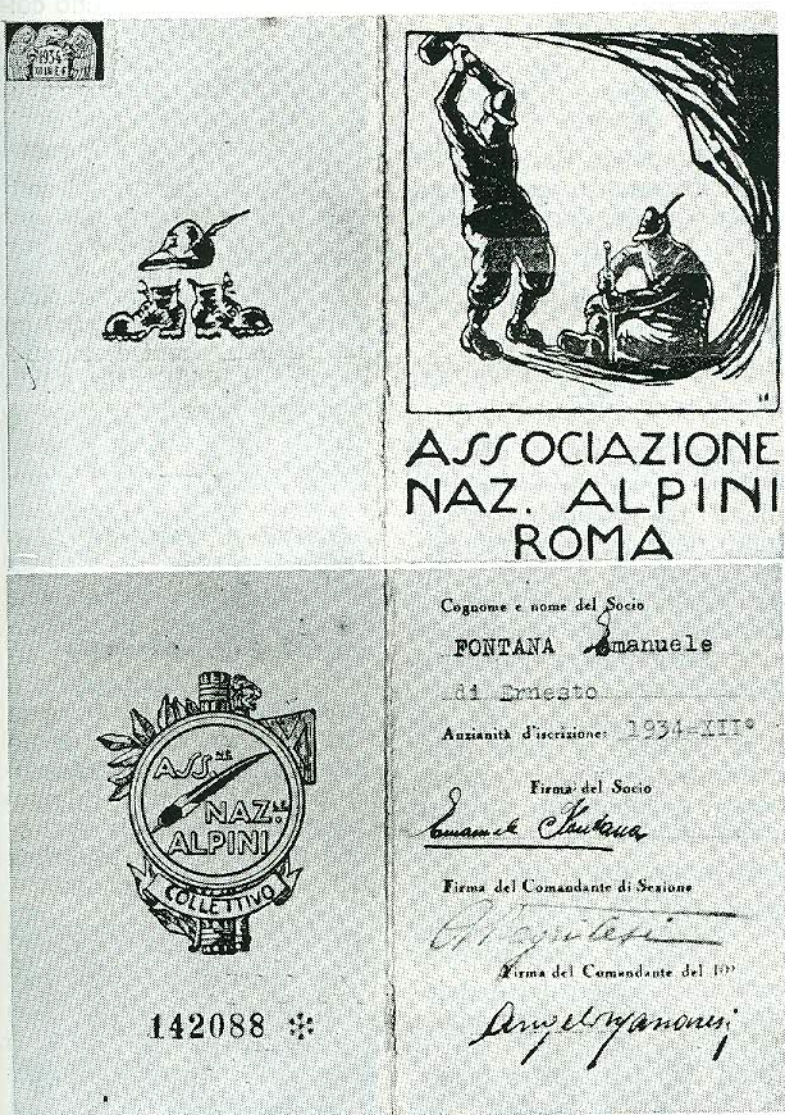 1934
ASSOCIAZIONE
NAZ. ALPINI
ROMA
ASS.NE
NAZ.LE
ALPINI
COLLETTIVO
142088
Cognome e nome del Socio
FONTANA Emanuele
di Ernesto
Anzianità d'iscrizione: 1934=XII°
Firma del Socio
Emanuele Fontana
Firma del Comandante di Sezione
Firma del Comandante del 10°
Angelo Manaresi